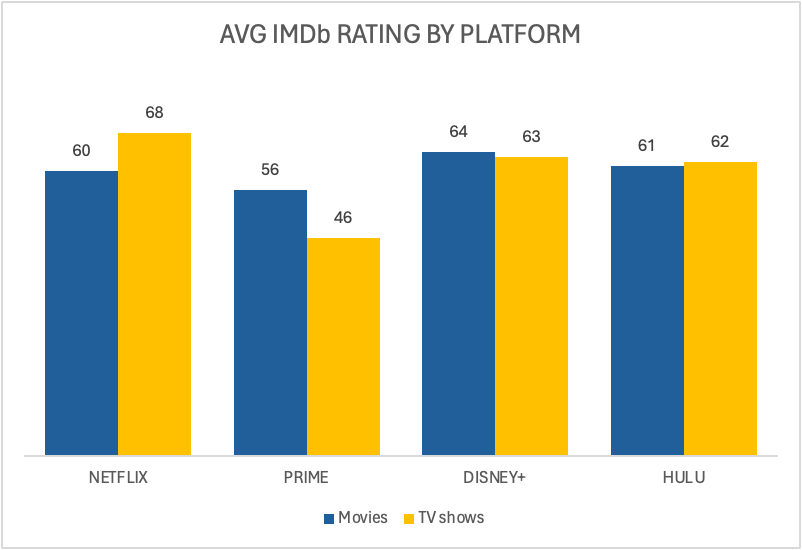 AVG IMDb RATING BY PLATFORM
60 68 56 46 64 63 61 62
NETFLIX PRIME DISNEY+ HULU
Movies TV shows